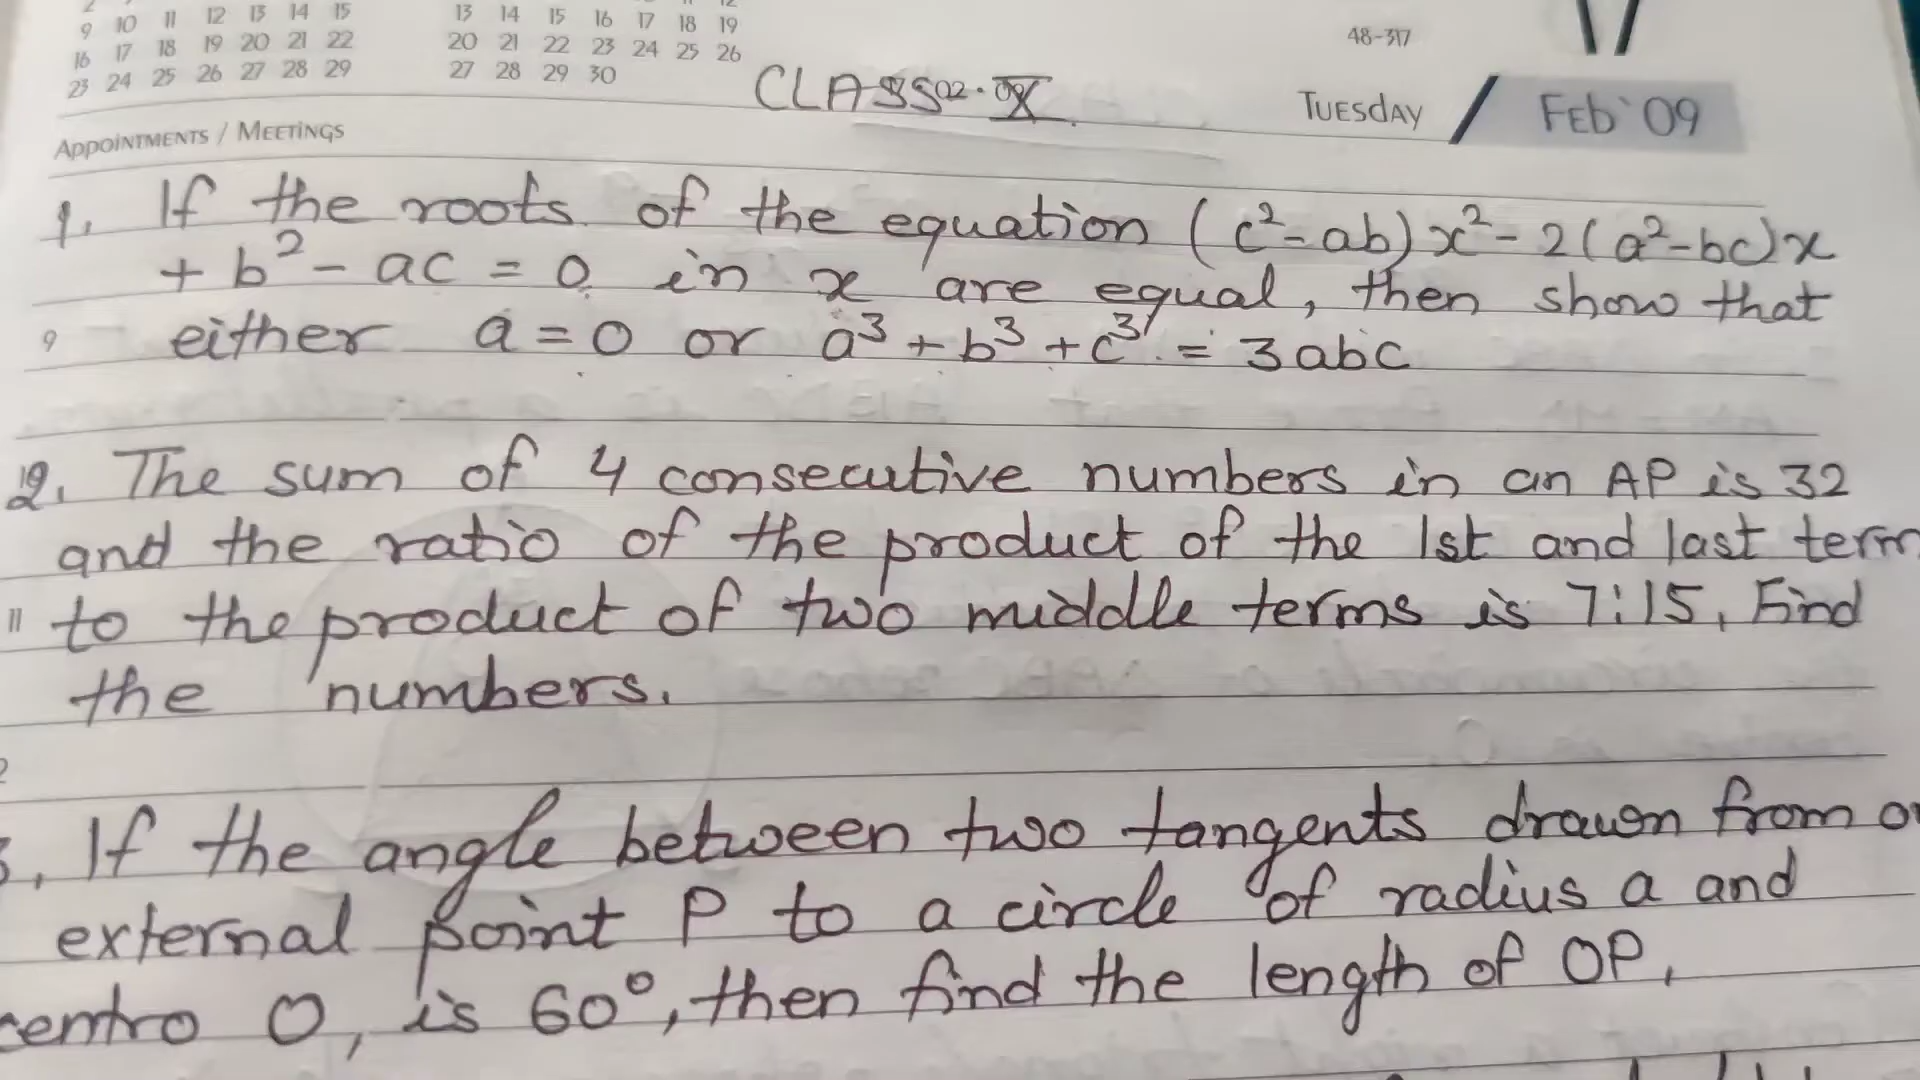 9 10 11 12 13 14 15
16 17 18 19 20 21 22
23 24 25 26 27 28 29
13 14 15 16 17 18 19
20 21 22 23 24 25 26
27 28 29 30
48-317
CLASS X
TUESDAY / FEB '09
APPOINTMENTS / MEETINGS
1. If the roots of the equation (c²-ab)x²-2(a²-bc)x
+ b² - ac = 0 in x are equal, then show that
9 either a = 0 or a³ + b³ + c³ = 3abc
2. The sum of 4 consecutive numbers in an AP is 32
and the ratio of the product of the 1st and last term
11 to the product of two middle terms is 7:15, Find
the numbers.
3. If the angle between two tangents drawn from
external point P to a circle of radius a and
centro O, is 60°, then find the length of OP.